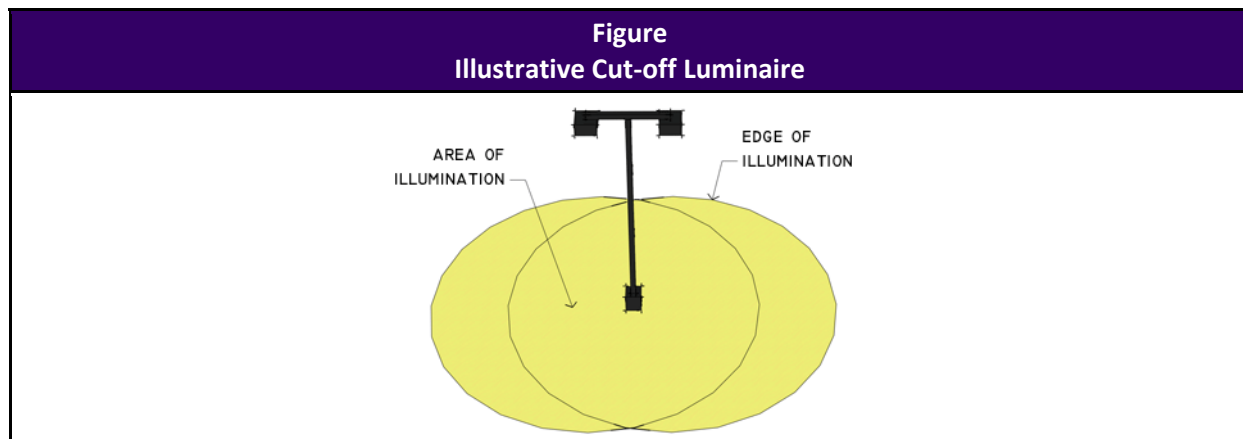 Figure
Illustrative Cut-off Luminaire
AREA OF
ILLUMINATION
EDGE OF
ILLUMINATION